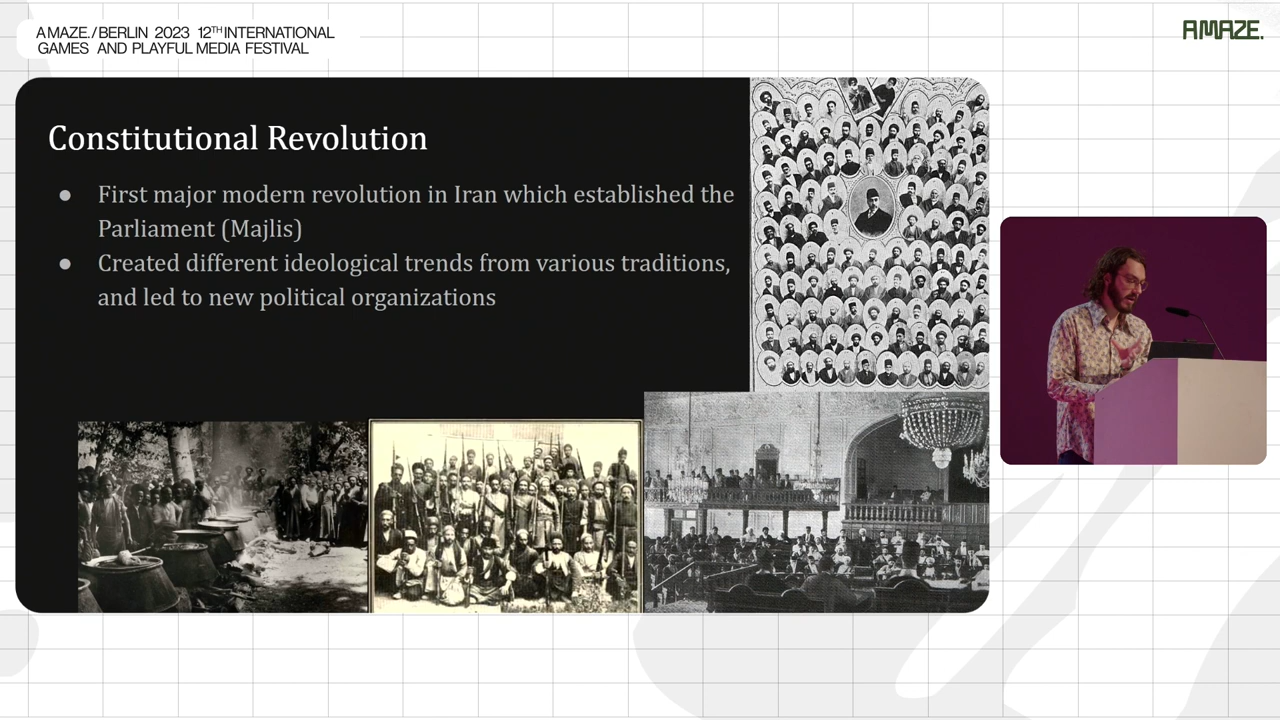 A MAZE. / BERLIN 2023 12TH INTERNATIONAL
GAMES AND PLAYFUL MEDIA FESTIVAL
AMAZE.
Constitutional Revolution
● First major modern revolution in Iran which established the
Parliament (Majlis)
● Created different ideological trends from various traditions,
and led to new political organizations